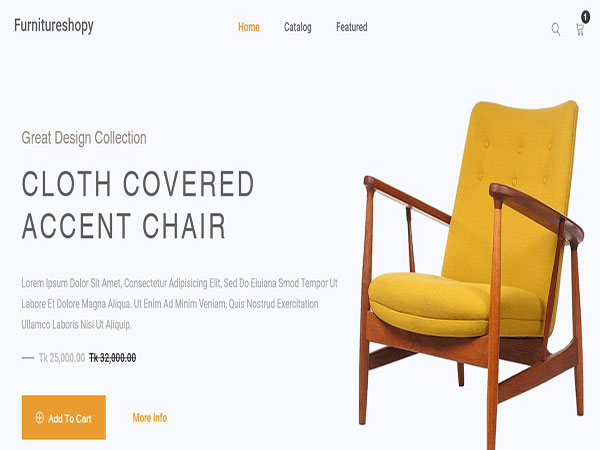 Furnitureshopy
Home Catalog Featured
1
Great Design Collection
CLOTH COVERED
ACCENT CHAIR
Lorem Ipsum Dolor Sit Amet, Consectetur Adipisicing Elit, Sed Do Eiuiana Smod Tempor Ut
Labore Et Dolore Magna Aliqua. Ut Enim Ad Minim Veniam, Quis Nostrud Exercitation
Ullamco Laboris Nisi Ut Aliquip.
Tk 25,000.00 Tk 32,000.00
Add To Cart More Info